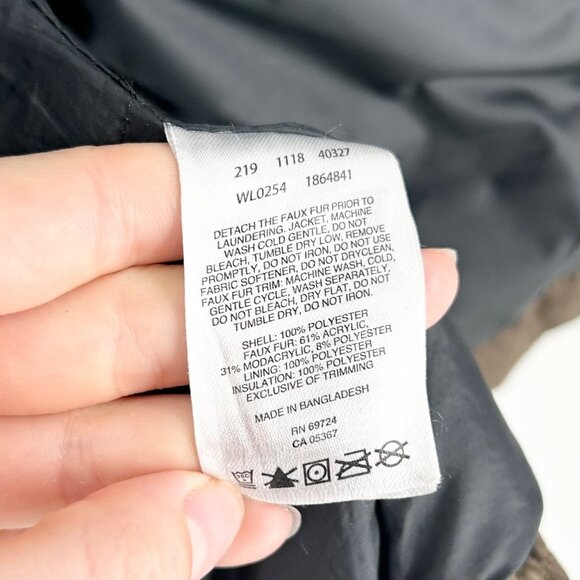 219 1118 40327
WL0254 1864841
DETACH THE FAUX FUR PRIOR TO
LAUNDERING. JACKET, MACHINE
WASH COLD GENTLE, DO NOT
BLEACH, TUMBLE DRY LOW, REMOVE
PROMPTLY, DO NOT IRON, DO NOT USE
FABRIC SOFTENER, DO NOT DRYCLEAN,
FAUX FUR TRIM: MACHINE WASH, COLD,
GENTLE CYCLE, WASH SEPARATELY,
DO NOT BLEACH, DRY FLAT, DO NOT
TUMBLE DRY, DO NOT IRON.
SHELL: 100% POLYESTER
FAUX FUR: 61% ACRYLIC,
31% MODACRYLIC, 8% POLYESTER
LINING: 100% POLYESTER
INSULATION: 100% POLYESTER
EXCLUSIVE OF TRIMMING
MADE IN BANGLADESH
RN 69724
CA 05367